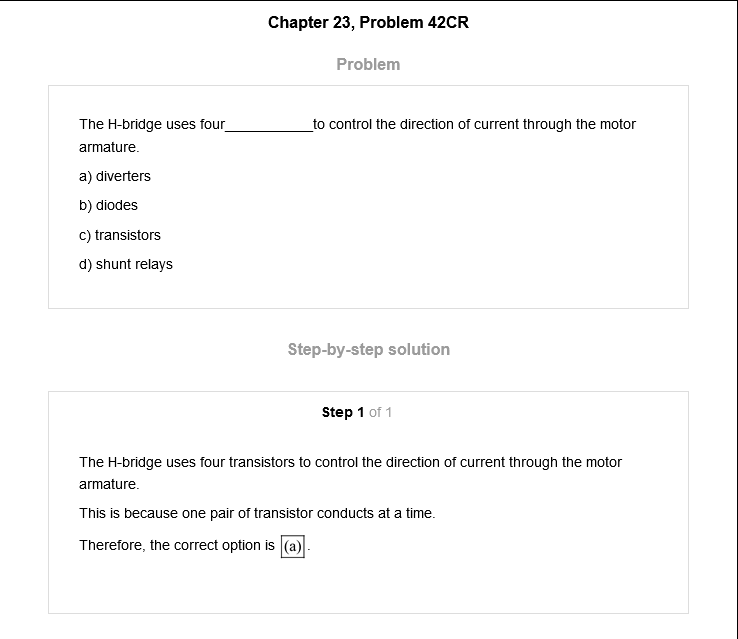 Chapter 23, Problem 42CR
Problem
The H-bridge uses four___________to control the direction of current through the motor
armature.
a) diverters
b) diodes
c) transistors
d) shunt relays
Step-by-step solution
Step 1 of 1
The H-bridge uses four transistors to control the direction of current through the motor
armature.
This is because one pair of transistor conducts at a time.
Therefore, the correct option is (a).